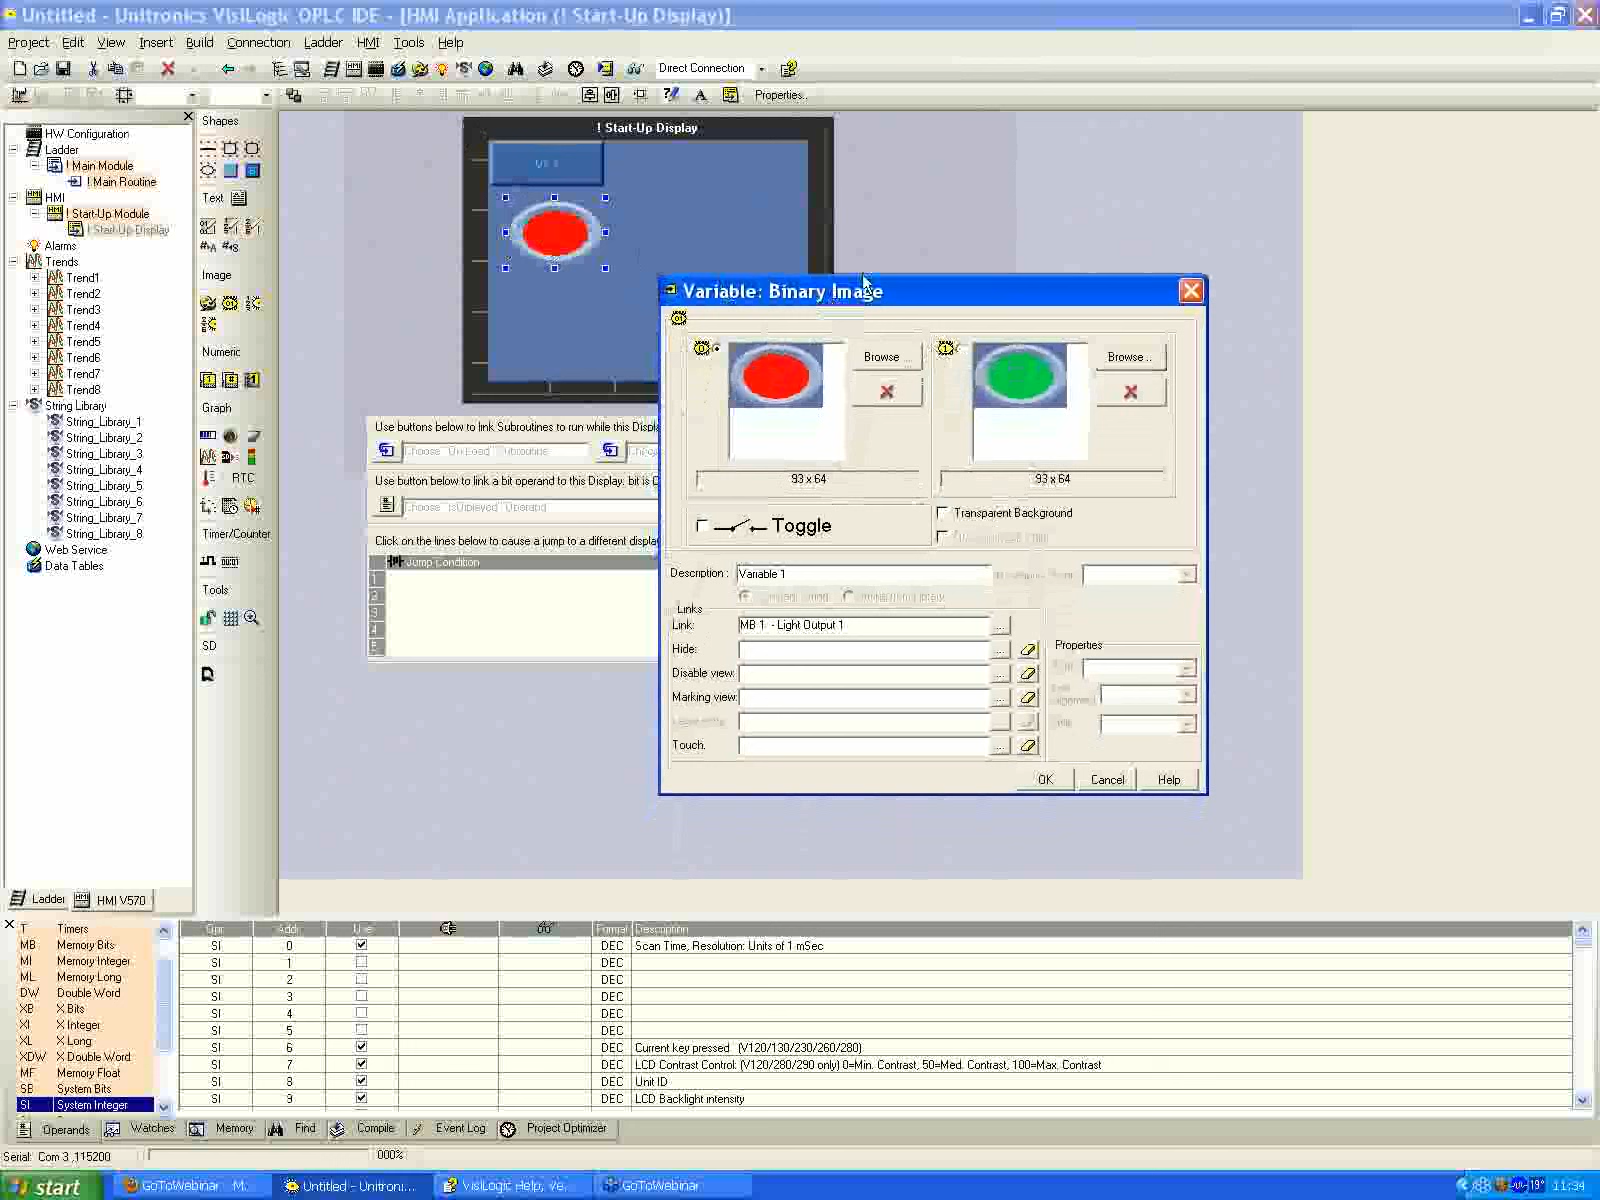 Untitled - Unitronics VisiLogic OPLC IDE - [HMI Application (! Start-Up Display)]
Project Edit View Insert Build Connection Ladder HMI Tools Help
Direct Connection
Properties..
HW Configuration
Ladder
! Main Module
! Main Routine
HMI
! Start-Up Module
! Start-Up Display
Alarms
Trends
Trend1
Trend2
Trend3
Trend4
Trend5
Trend6
Trend7
Trend8
String Library
String_Library_1
String_Library_2
String_Library_3
String_Library_4
String_Library_5
String_Library_6
String_Library_7
String_Library_8
Web Service
Data Tables
Ladder HMI V570
Shapes
Text
Image
Numeric
Graph
RTC
Timer/Counter
Tools
SD
! Start-Up Display
Use buttons below to link Subroutines to run while this Displa
Use button below to link a bit operand to this Display. bit is
Click on the lines below to cause a jump to a different displa
Jump Condition
1
2
3
4
5
Variable: Binary Image
0 Browse ...
1 Browse ..
93 x 64
93 x 64
Toggle
Transparent Background
Description: Variable 1
Links
Link: MB 1 - Light Output 1
Hide:
Disable view:
Marking view:
Touch.
Properties
OK Cancel Help
T Timers
MB Memory Bits
MI Memory Integer
ML Memory Long
DW Double Word
XB X Bits
XI X Integer
XL X Long
XDW X Double Word
MF Memory Float
SB System Bits
SI System Integer
Opr Addr Use Format Description
SI 0 DEC Scan Time, Resolution: Units of 1 mSec
SI 1 DEC
SI 2 DEC
SI 3 DEC
SI 4 DEC
SI 5 DEC
SI 6 DEC Current key pressed (V120/130/230/260/280)
SI 7 DEC LCD Contrast Control: (V120/280/290 only) 0=Min. Contrast, 50=Med. Contrast, 100=Max. Contrast
SI 8 DEC Unit ID
SI 9 DEC LCD Backlight intensity
Operands Watches Memory Find Compile Event Log Project Optimizer
Serial: Com 3 ,115200 000%
start GoToWebinar - M... Untitled - Unitroni... VisiLogic Help, Ve... GoToWebinar 19° 11:34